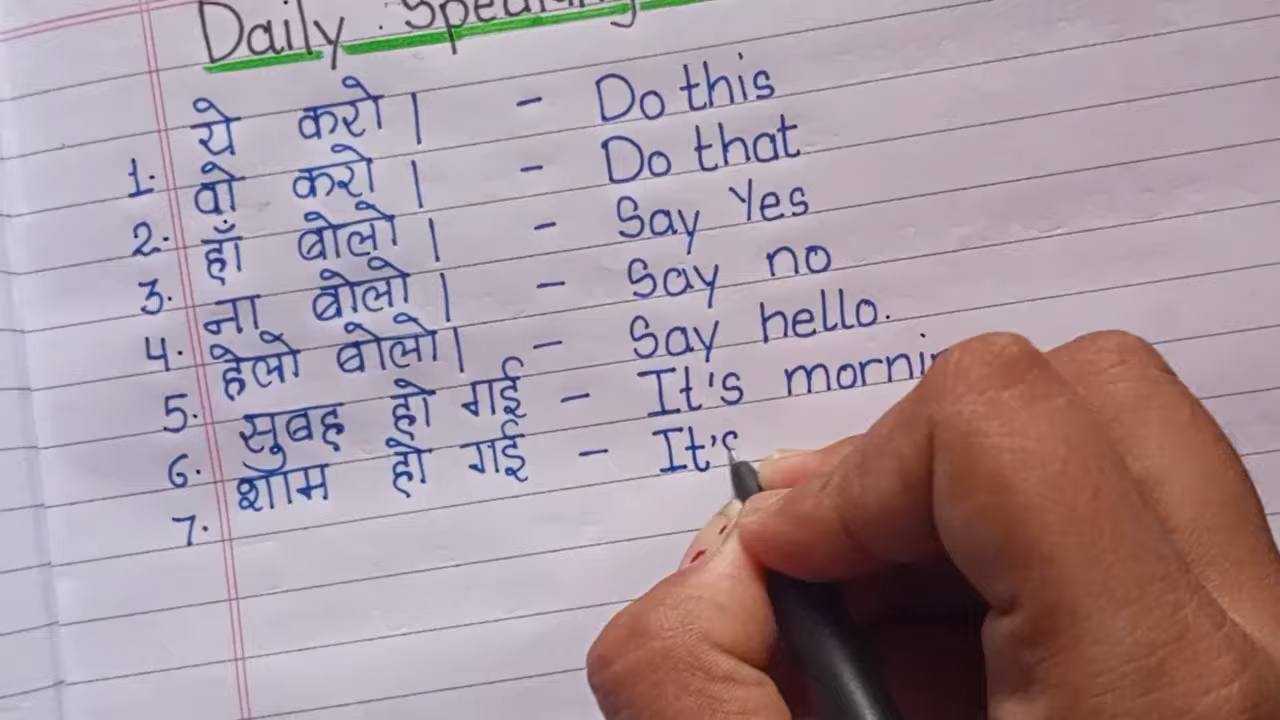 Daily Speaking
1. ये करो। - Do this
2. वो करो। - Do that
3. हाँ बोलो। - Say Yes
4. ना बोलो। - Say no
5. हेलो बोलो। - Say hello.
6. सुबह हो गई - It's
7. शाम हो गई - It's